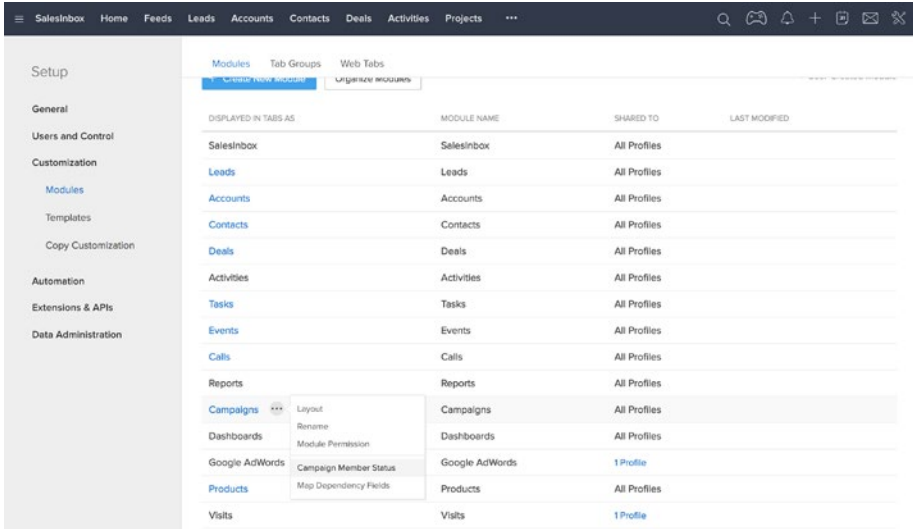 SalesInbox Home Feeds Leads Accounts Contacts Deals Activities Projects
Setup
General
Users and Control
Customization
Modules
Templates
Copy Customization
Automation
Extensions & APIs
Data Administration
Modules Tab Groups Web Tabs
+ Create New Module Organize Modules
DISPLAYED IN TABS AS MODULE NAME SHARED TO LAST MODIFIED
SalesInbox SalesInbox All Profiles
Leads Leads All Profiles
Accounts Accounts All Profiles
Contacts Contacts All Profiles
Deals Deals All Profiles
Activities Activities All Profiles
Tasks Tasks All Profiles
Events Events All Profiles
Calls Calls All Profiles
Reports Reports All Profiles
Campaigns Campaigns All Profiles
Dashboards Dashboards All Profiles
Google AdWords Google AdWords 1 Profile
Products Products All Profiles
Visits Visits 1 Profile
Layout
Rename
Module Permission
Campaign Member Status
Map Dependency Fields